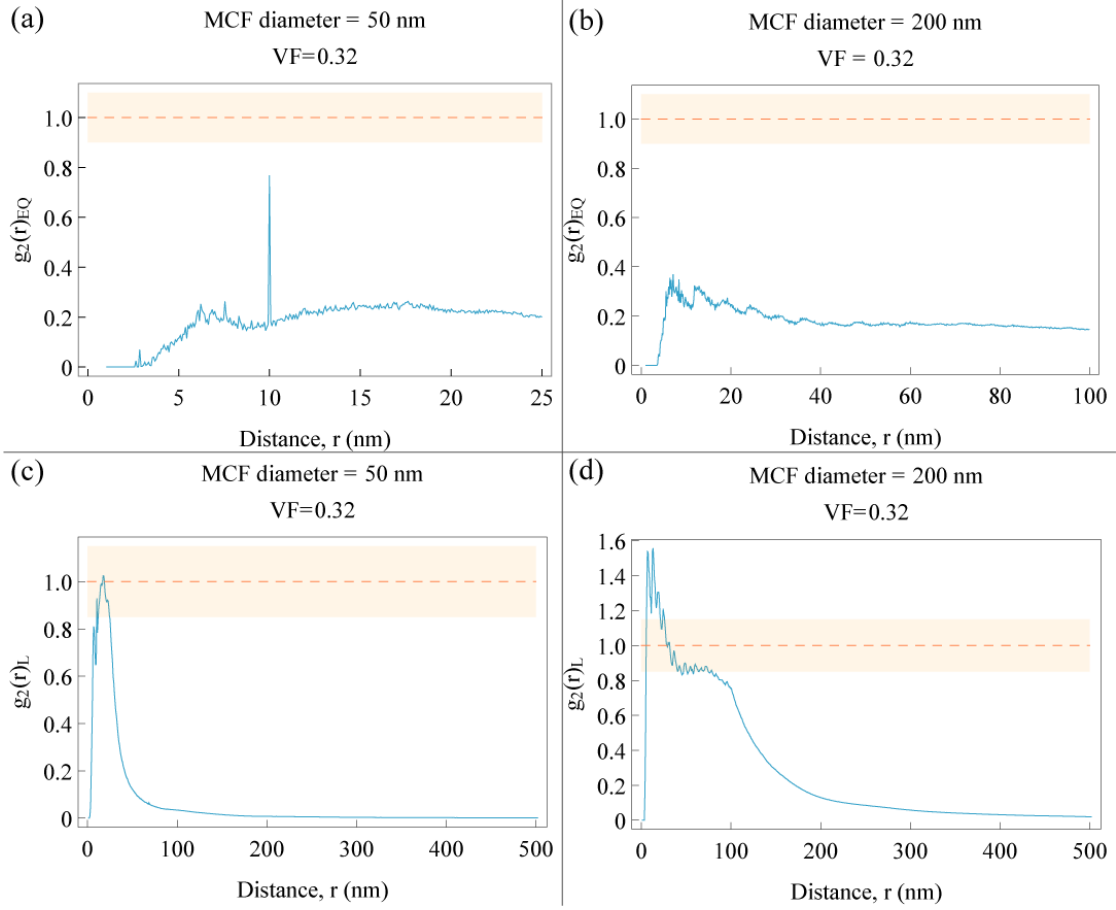 (a)
MCF diameter = 50 nm
VF=0.32
g₂(r)EQ
1.0
0.8
0.6
0.4
0.2
0
0 5 10 15 20 25
Distance, r (nm)
(b)
MCF diameter = 200 nm
VF = 0.32
g₂(r)EQ
1.0
0.8
0.6
0.4
0.2
0
0 20 40 60 80 100
Distance, r (nm)
(c)
MCF diameter = 50 nm
VF=0.32
g₂(r)L
1.0
0.8
0.6
0.4
0.2
0
0 100 200 300 400 500
Distance, r (nm)
(d)
MCF diameter = 200 nm
VF=0.32
g₂(r)L
1.6
1.4
1.2
1.0
0.8
0.6
0.4
0.2
0
0 100 200 300 400 500
Distance, r (nm)